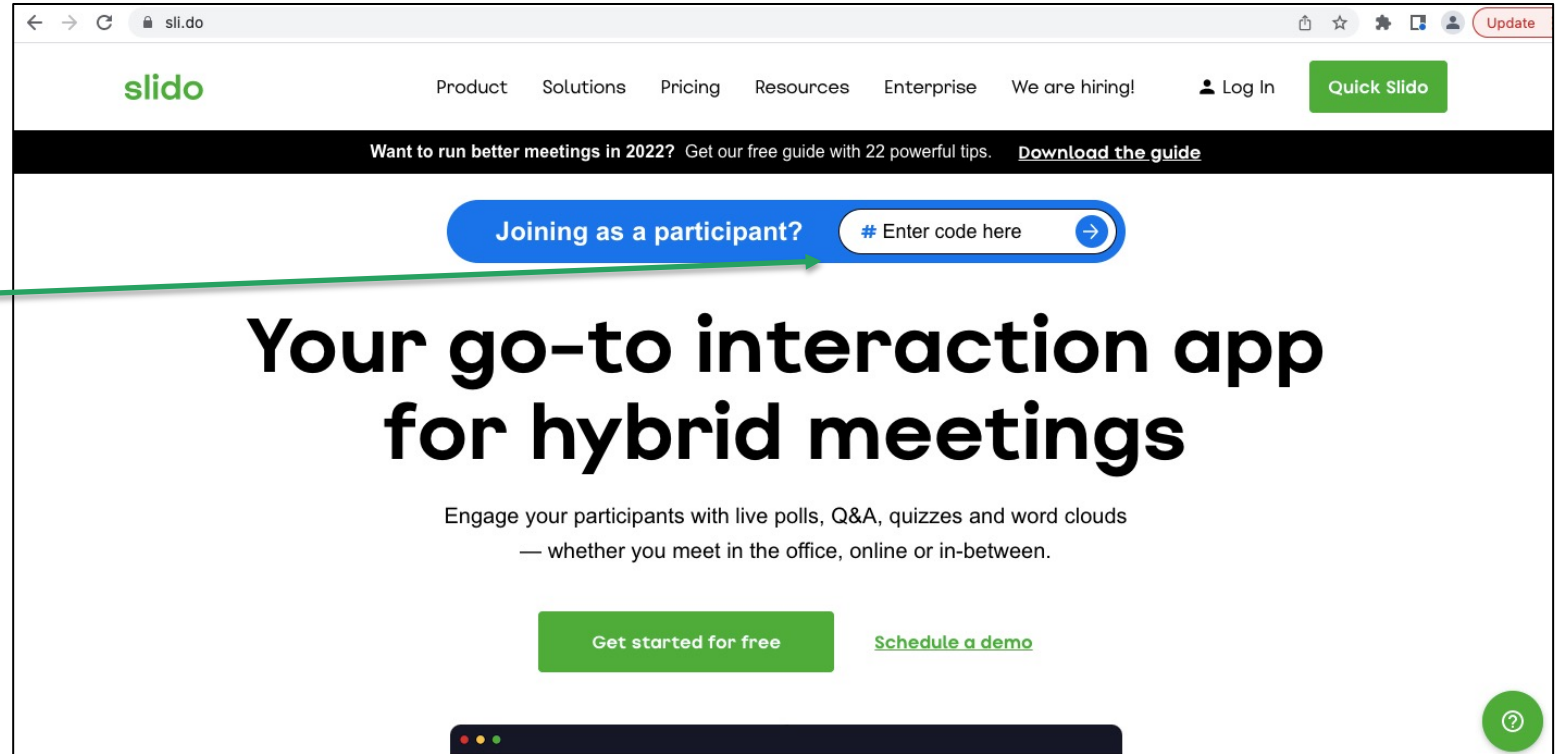 sli.do
Update
slido
Product Solutions Pricing Resources Enterprise We are hiring! Log In Quick Slido
Want to run better meetings in 2022? Get our free guide with 22 powerful tips. Download the guide
Joining as a participant? # Enter code here
Your go-to interaction app
for hybrid meetings
Engage your participants with live polls, Q&A, quizzes and word clouds
— whether you meet in the office, online or in-between.
Get started for free Schedule a demo